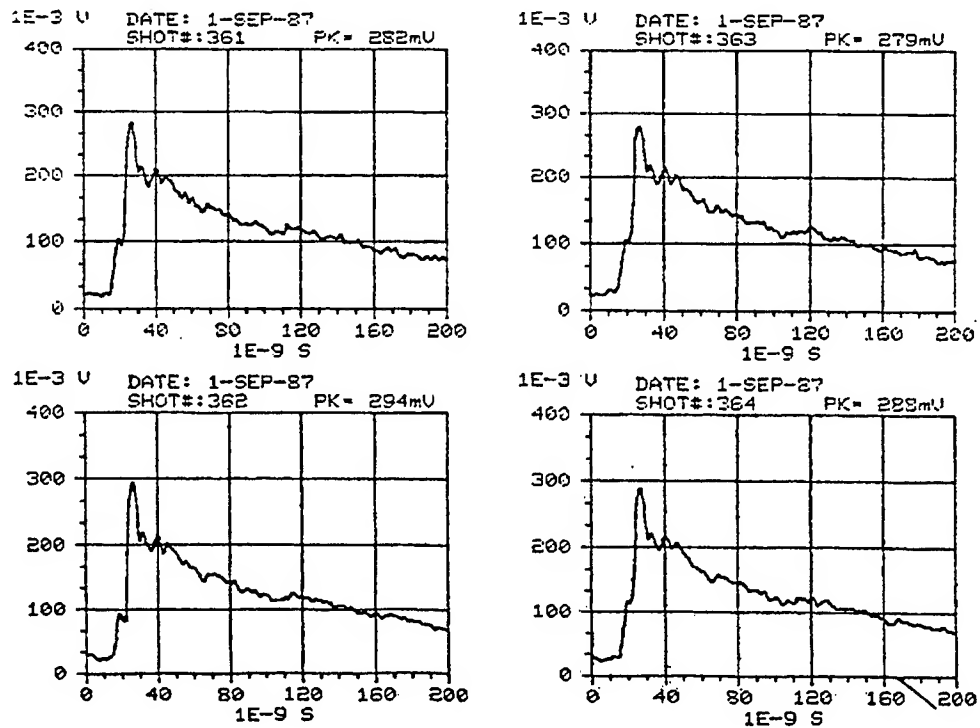 1E-3 V DATE: 1-SEP-87
SHOT#:361 PK= 282mV
400
300
200
100
0
0 40 80 120 160 200
1E-9 S
1E-3 V DATE: 1-SEP-87
SHOT#:363 PK= 279mV
400
300
200
100
0
0 40 80 120 160 200
1E-9 S
1E-3 V DATE: 1-SEP-87
SHOT#:362 PK= 294mV
400
300
200
100
0
0 40 80 120 160 200
1E-9 S
1E-3 V DATE: 1-SEP-87
SHOT#:364 PK= 288mV
400
300
200
100
0
0 40 80 120 160 200
1E-9 S